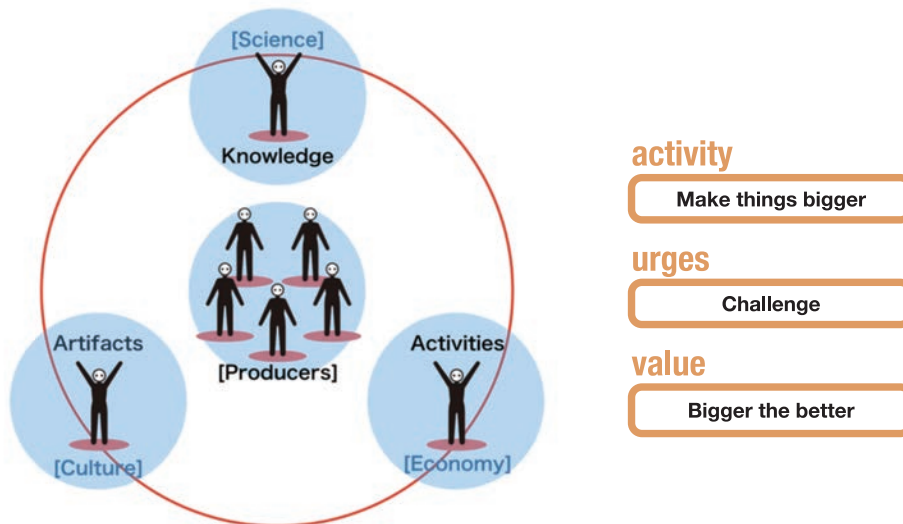 [Science]
Knowledge
Artifacts
Activities
[Producers]
[Culture]
[Economy]
activity
Make things bigger
urges
Challenge
value
Bigger the better